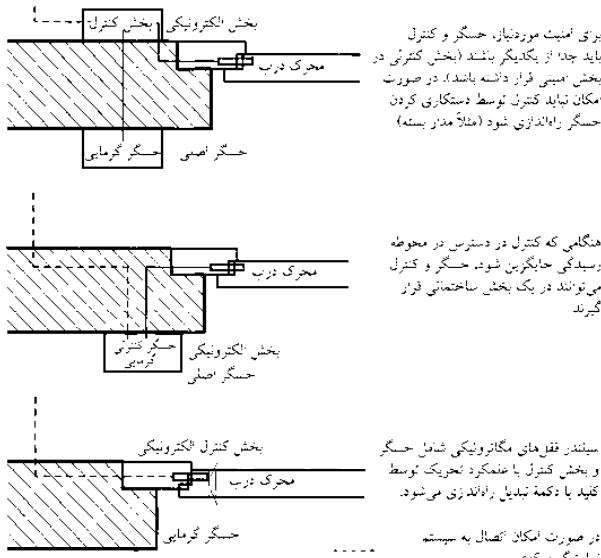 بخش الکترونیکی
بخش کنترل
محرک درب
حسگر گرمایی
حسگر اصلی
برای امنیت موردنیاز، حسگر و کنترل
باید جدا از یکدیگر باشند (بخش کنترلی در
بخش امنیتی قرار داشته باشد). در صورت
امکان نباید کنترل توسط دستکاری کردن
حسگر راه‌اندازی شود (مثلاً مدار بسته)
محرک درب
حسگر کنترلی
گرمایی
بخش الکترونیکی
حسگر اصلی
هنگامی که کنترل در دسترس در محوطه
رسیدگی جایگزین شود، حسگر و کنترل
می‌توانند در یک بخش ساختمانی قرار
گیرند
بخش کنترل الکترونیکی
محرک درب
حسگر گرمایی
سیلندر قفل‌های مگاترونیکی شامل حسگر
و بخش کنترل با عملکرد تحریک توسط
کلید یا دکمهٔ تبدیل راه‌اندازی می‌شود.
در صورت امکان اتصال به سیستم